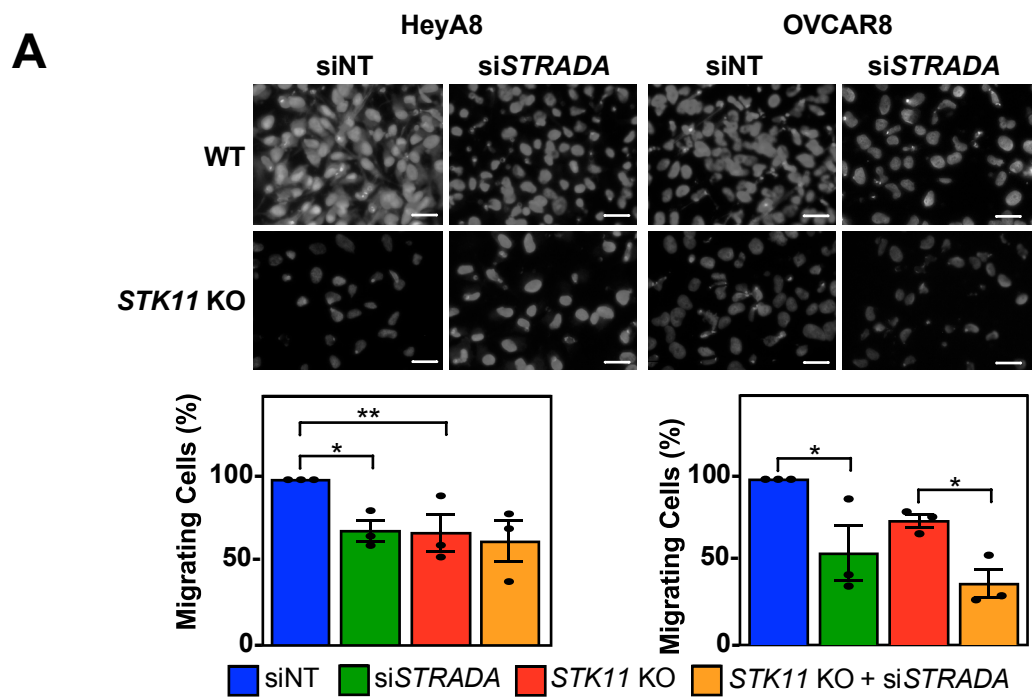 A
HeyA8
OVCAR8
siNT
siSTRADA
siNT
siSTRADA
WT
STK11 KO
Migrating Cells (%)
100
50
0
*
**
Migrating Cells (%)
100
50
0
*
*
siNT
siSTRADA
STK11 KO
STK11 KO + siSTRADA